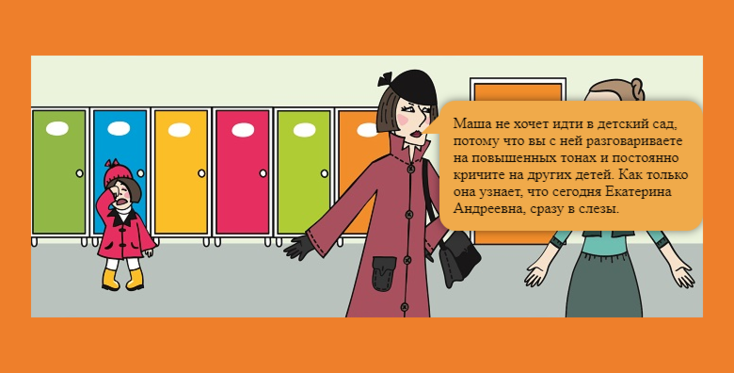 Маша не хочет идти в детский сад,
потому что вы с ней разговариваете
на повышенных тонах и постоянно
кричите на других детей. Как только
она узнает, что сегодня Екатерина
Андреевна, сразу в слезы.